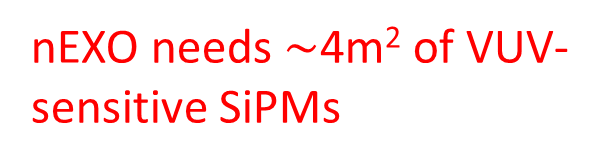 nEXO needs ~4m² of VUV-
sensitive SiPMs